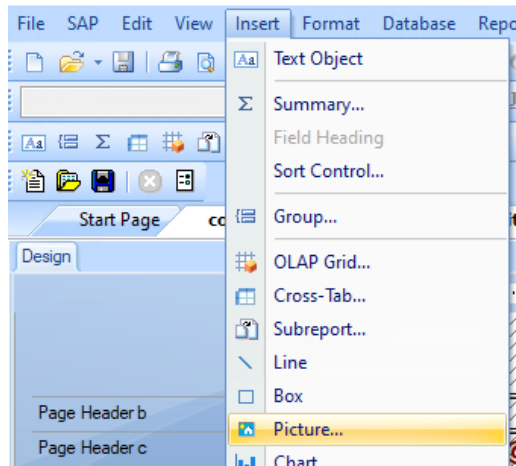 File SAP Edit View Insert Format Database
Text Object
Summary...
Field Heading
Sort Control...
Start Page
Group...
Design
OLAP Grid...
Cross-Tab...
Subreport...
Line
Box
Page Header b
Picture...
Page Header c
Chart